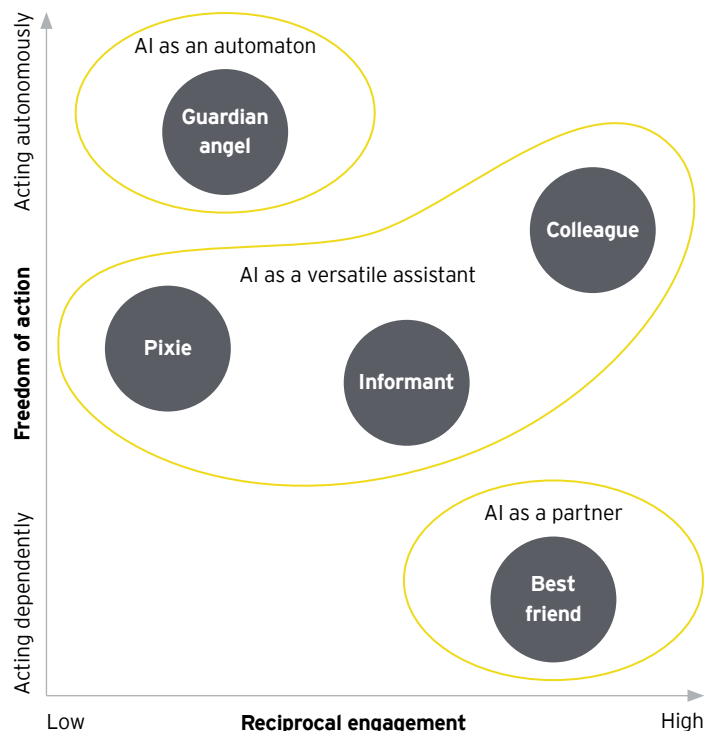 Acting autonomously
Freedom of action
Acting dependently
AI as an automaton
Guardian
angel
Colleague
AI as a versatile assistant
Pixie
Informant
AI as a partner
Best
friend
Low
Reciprocal engagement
High